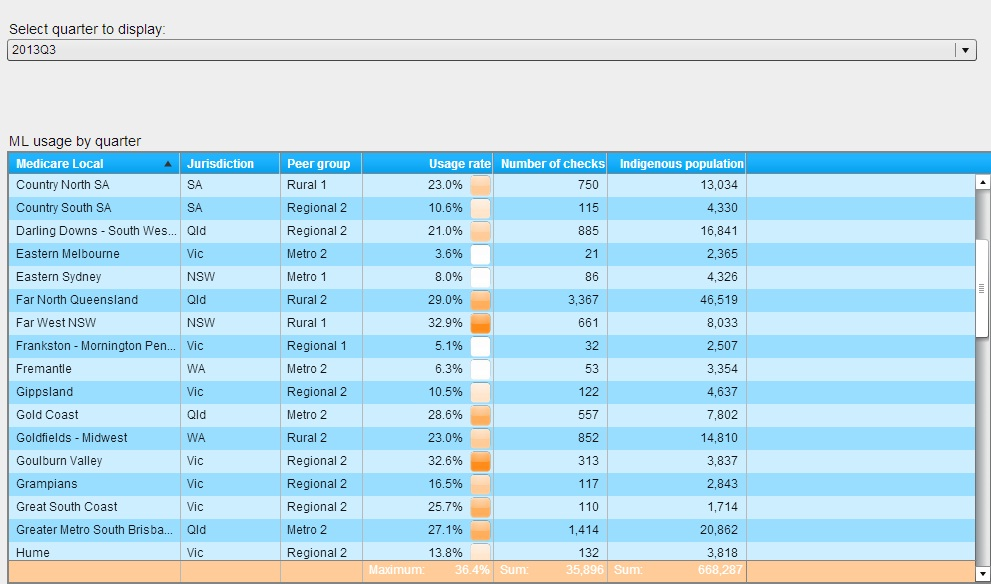 Select quarter to display:
2013Q3
ML usage by quarter
Medicare Local Jurisdiction Peer group Usage rate Number of checks Indigenous population
Country North SA SA Rural 1 23.0% 750 13,034
Country South SA SA Regional 2 10.6% 115 4,330
Darling Downs - South Wes... Qld Regional 2 21.0% 885 16,841
Eastern Melbourne Vic Metro 2 3.6% 21 2,365
Eastern Sydney NSW Metro 1 8.0% 86 4,326
Far North Queensland Qld Rural 2 29.0% 3,367 46,519
Far West NSW NSW Rural 1 32.9% 661 8,033
Frankston - Mornington Pen... Vic Regional 1 5.1% 32 2,507
Fremantle WA Metro 2 6.3% 53 3,354
Gippsland Vic Regional 2 10.5% 122 4,637
Gold Coast Qld Metro 2 28.6% 557 7,802
Goldfields - Midwest WA Rural 2 23.0% 852 14,810
Goulburn Valley Vic Regional 2 32.6% 313 3,837
Grampians Vic Regional 2 16.5% 117 2,843
Great South Coast Vic Regional 2 25.7% 110 1,714
Greater Metro South Brisba... Qld Metro 2 27.1% 1,414 20,862
Hume Vic Regional 2 13.8% 132 3,818
Maximum: 36.4% Sum: 35,896 Sum: 668,287